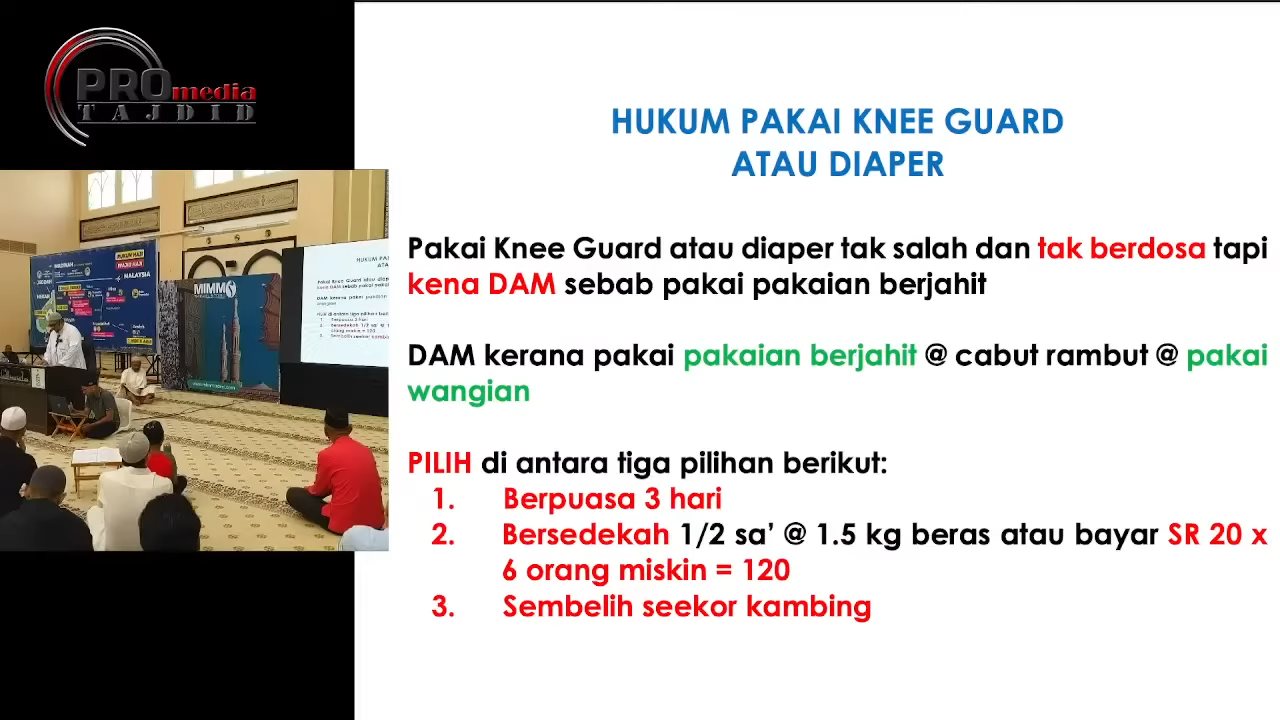 PROmedia
TAJDID
HUKUM PAKAI KNEE GUARD
ATAU DIAPER
Pakai Knee Guard atau diaper tak salah dan tak berdosa tapi
kena DAM sebab pakai pakaian berjahit
DAM kerana pakai pakaian berjahit @ cabut rambut @ pakai
wangian
PILIH di antara tiga pilihan berikut:
1. Berpuasa 3 hari
2. Bersedekah 1/2 sa’ @ 1.5 kg beras atau bayar SR 20 x
6 orang miskin = 120
3. Sembelih seekor kambing
MALAYSIA
MIMM